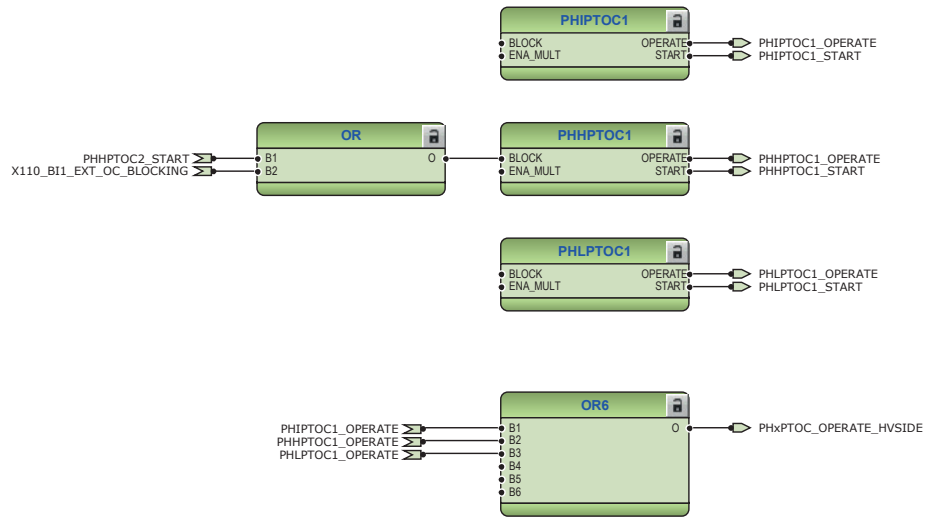 PHIPTOC1
BLOCK OPERATE PHIPTOC1_OPERATE
ENA_MULT START PHIPTOC1_START
OR PHHPTOC1
PHHPTOC2_START B1 O BLOCK OPERATE PHHPTOC1_OPERATE
X110_BI1_EXT_OC_BLOCKING B2 ENA_MULT START PHHPTOC1_START
PHLPTOC1
BLOCK OPERATE PHLPTOC1_OPERATE
ENA_MULT START PHLPTOC1_START
OR6
PHIPTOC1_OPERATE B1 O PHxPTOC_OPERATE_HVSIDE
PHHPTOC1_OPERATE B2
PHLPTOC1_OPERATE B3
B4
B5
B6